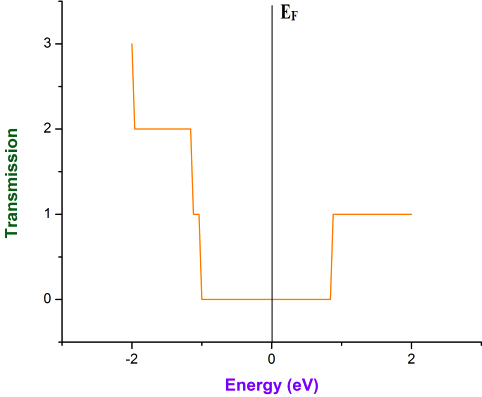 E_F
3
2
1
0
Transmission
-2 0 2
Energy (eV)